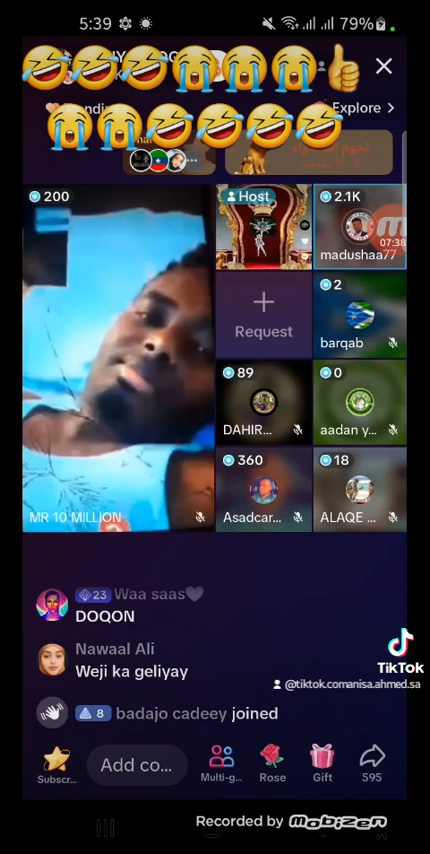 5:39
79%
Explore >
200
Host
2.1K
07:38
madushaa77
+
Request
2
barqab
89
DAHIR...
0
aadan y...
360
Asadcar...
18
ALAQE ...
MR 10 MILLION
23 Waa saas🖤
DOQON
Nawaal Ali
Weji ka geliyay
TikTok
@tiktok.comanisa.ahmed.sa
8 badajo cadeey joined
Subscr...
Add co...
Multi-g...
Rose
Gift
595
Recorded by mobizen